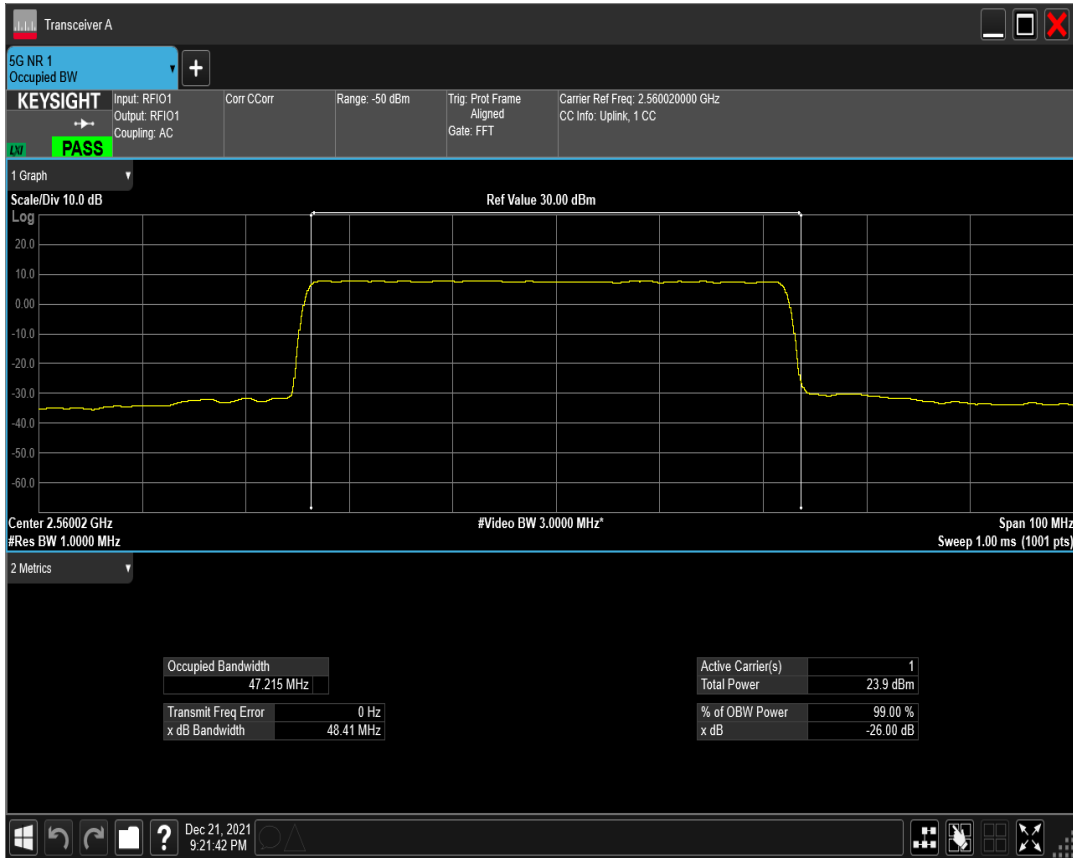 Transceiver A
5G NR 1
Occupied BW
KEYSIGHT
LXI
PASS
Input: RFIO1
Output: RFIO1
Coupling: AC
Corr CCorr
Range: -50 dBm
Trig: Prot Frame
Aligned
Gate: FFT
Carrier Ref Freq: 2.560020000 GHz
CC Info: Uplink, 1 CC
1 Graph
Scale/Div 10.0 dB
Ref Value 30.00 dBm
Log
20.0
10.0
0.00
-10.0
-20.0
-30.0
-40.0
-50.0
-60.0
Center 2.56002 GHz
#Video BW 3.0000 MHz*
Span 100 MHz
#Res BW 1.0000 MHz
Sweep 1.00 ms (1001 pts)
2 Metrics
Occupied Bandwidth
47.215 MHz
Transmit Freq Error 0 Hz
x dB Bandwidth 48.41 MHz
Active Carrier(s) 1
Total Power 23.9 dBm
% of OBW Power 99.00 %
x dB -26.00 dB
?
Dec 21, 2021
9:21:42 PM